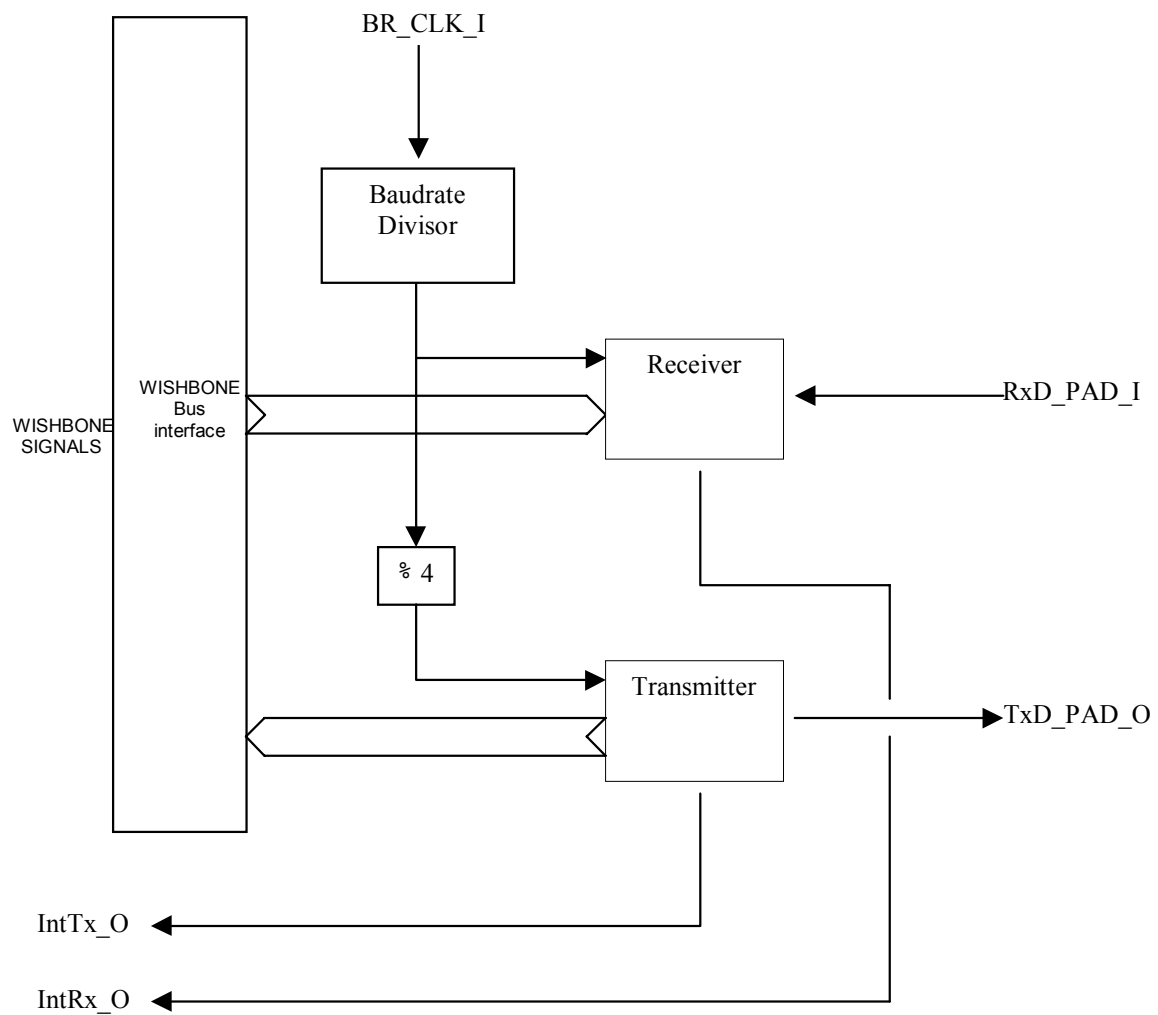 BR_CLK_I
Baudrate
Divisor
Receiver
RxD_PAD_I
WISHBONE
Bus
interface
WISHBONE
SIGNALS
% 4
Transmitter
TxD_PAD_O
IntTx_O
IntRx_O